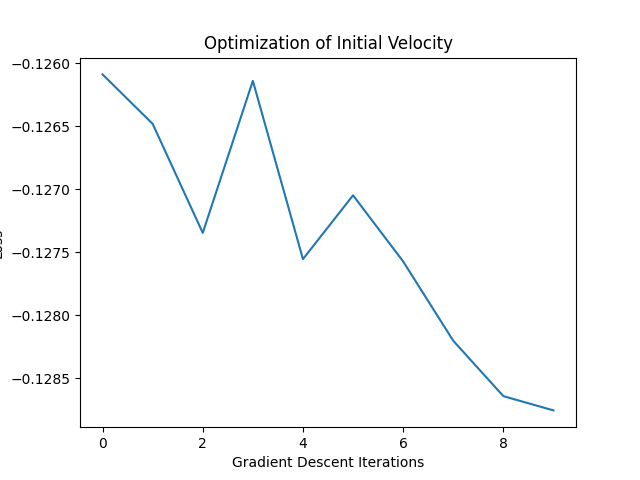 Optimization of Initial Velocity
−0.1260
−0.1265
−0.1270
−0.1275
−0.1280
−0.1285
0 2 4 6 8
Gradient Descent Iterations